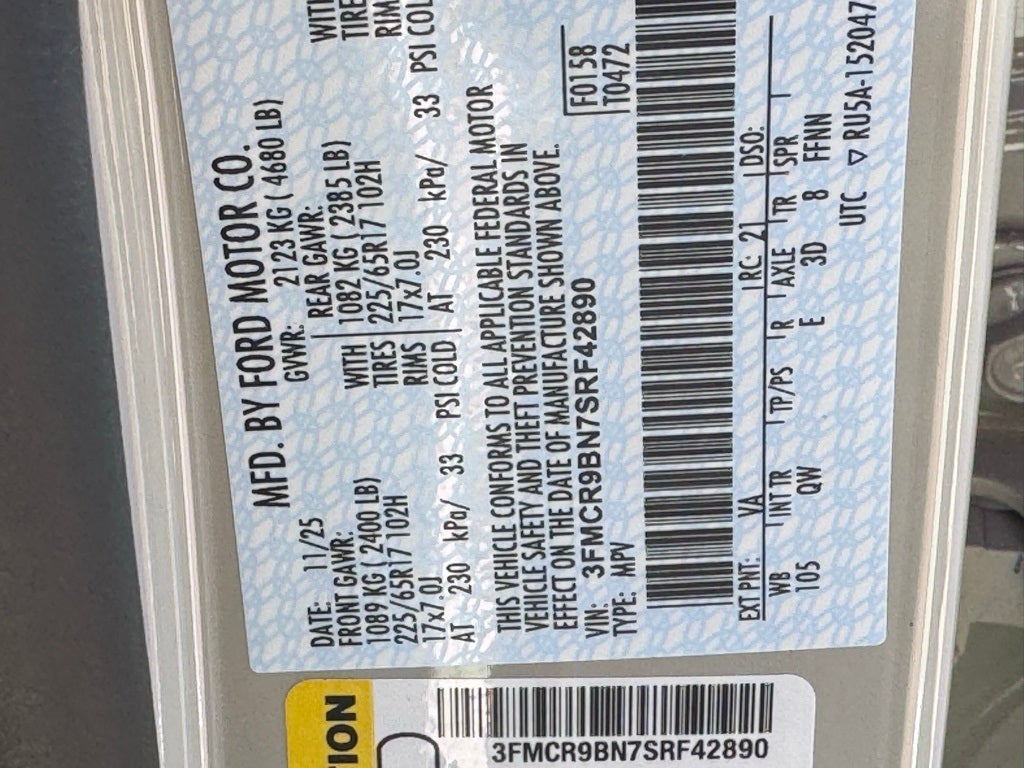 MFD. BY FORD MOTOR CO.
DATE: 11/25 GVWR: 2123 KG ( 4680 LB)
FRONT GAWR: REAR GAWR: WITH
1089 KG ( 2400 LB) WITH 1082 KG ( 2385 LB)
225/65R17 102H TIRES 225/65R17 102H
17x7.0J RIMS 17x7.0J RIMS
AT 230 kPa/ 33 PSI COLD AT 230 kPa/ 33 PSI COL
THIS VEHICLE CONFORMS TO ALL APPLICABLE FEDERAL MOTOR
VEHICLE SAFETY AND THEFT PREVENTION STANDARDS IN
EFFECT ON THE DATE OF MANUFACTURE SHOWN ABOVE.
VIN: 3FMCR9BN7SRF42890 F0158
TYPE: MPV T0472
EXT PNT: VA RC: 21 DSO:
WB INT TR TP/PS R AXLE TR SPR
105 QW E 3D 8 FFNN
UTC ▽ RU5A-152047
ION
3FMCR9BN7SRF42890